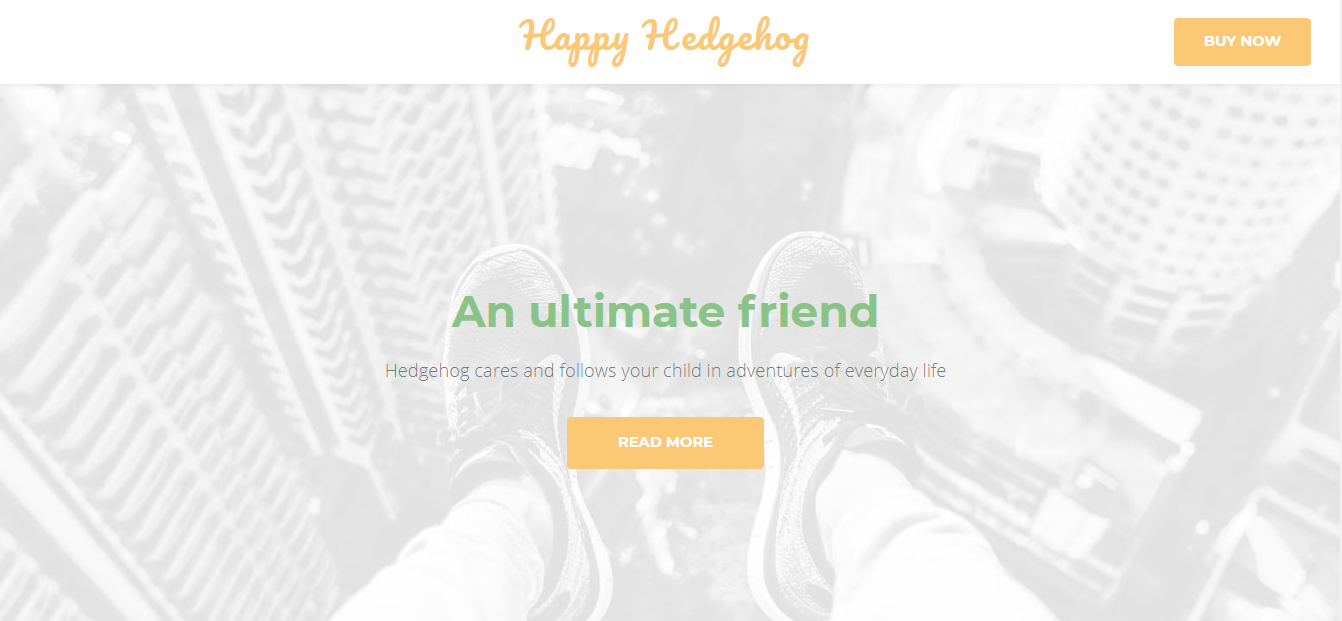 Happy Hedgehog
BUY NOW
An ultimate friend
Hedgehog cares and follows your child in adventures of everyday life
READ MORE